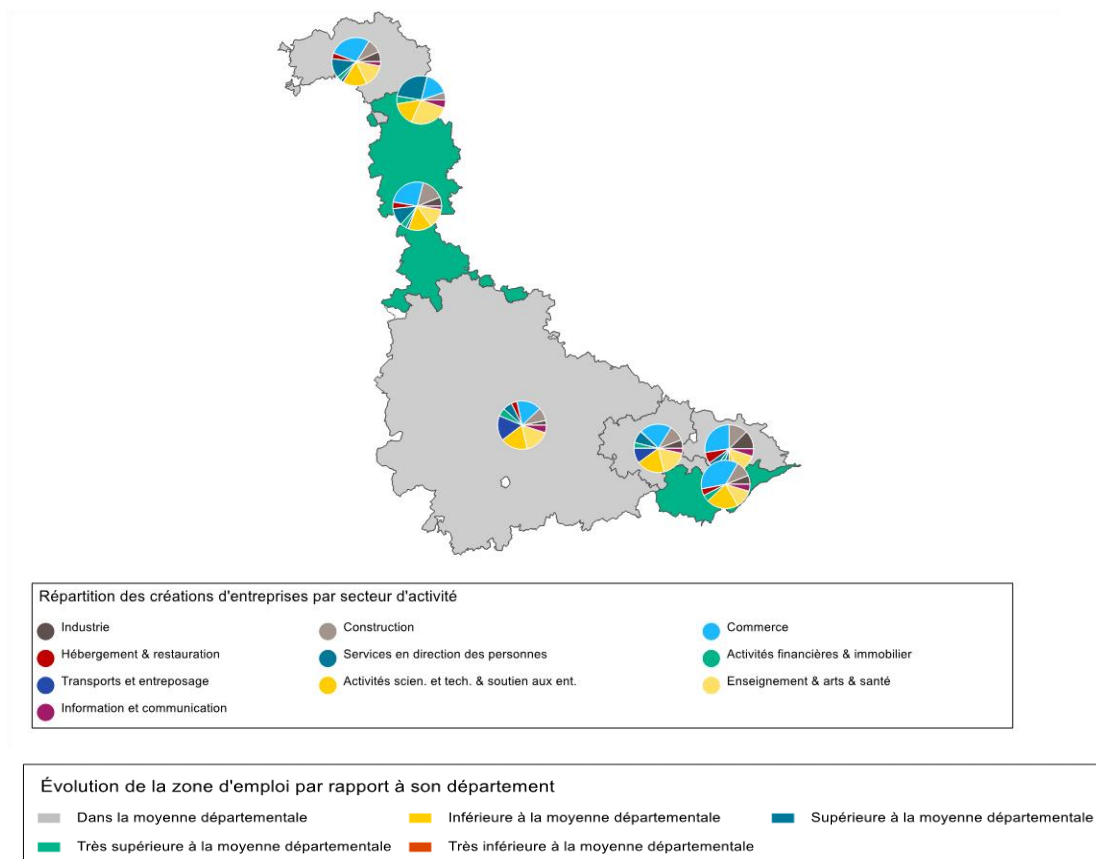 Répartition des créations d'entreprises par secteur d'activité
Industrie Construction Commerce
Hébergement & restauration Services en direction des personnes Activités financières & immobilier
Transports et entreposage Activités scien. et tech. & soutien aux ent. Enseignement & arts & santé
Information et communication
Évolution de la zone d'emploi par rapport à son département
Dans la moyenne départementale Inférieure à la moyenne départementale Supérieure à la moyenne départementale
Très supérieure à la moyenne départementale Très inférieure à la moyenne départementale